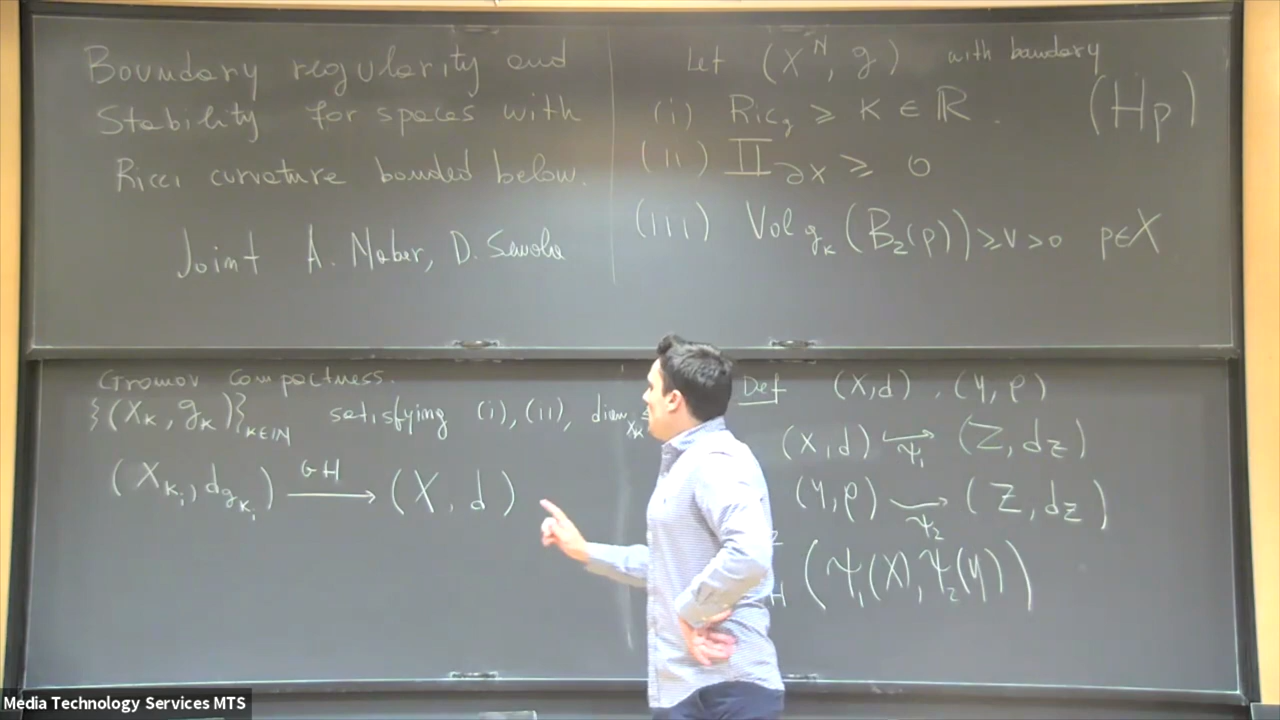 Boundary regularity and
Stability for spaces with
Ricci curvature bounded below.
Joint A. Naber, D. Semola
Let (X^N, g) with boundary
(i) Ric_g ≥ K ∈ ℝ. (Hp)
(ii) II_∂X ≥ 0
(iii) Vol_{g_k}(B_2(p)) ≥ v > 0 p∈X
Gromov compactness.
{(X_k, g_k)}_{k∈ℕ} satisfying (i), (ii), diam_{X_k} ≤
(X_{k_i}, d_{g_{k_i}}) —GH→ (X, d)
Def (X,d), (Y,ρ)
(X,d) ↪_{Ψ_1} (Z, d_Z)
(Y,ρ) ↪_{Ψ_2} (Z, d_Z)
Z
H (Ψ_1(X), Ψ_2(Y))
Media Technology Services MTS